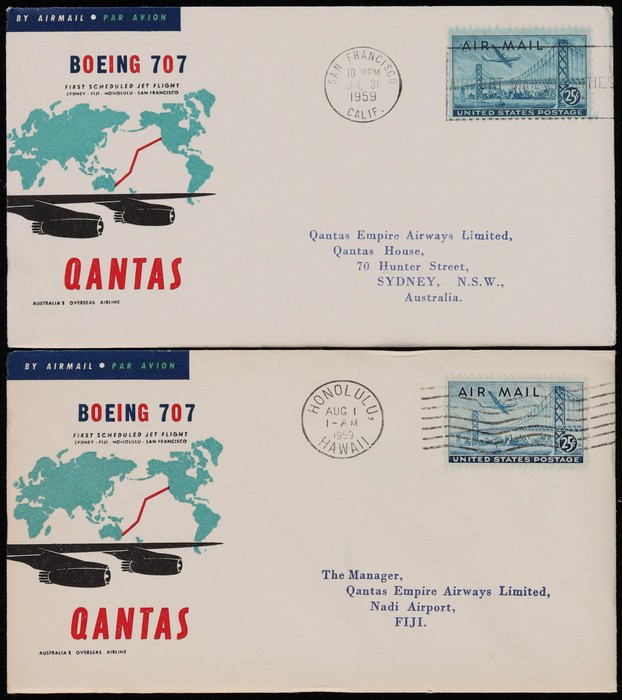 BY AIRMAIL • PAR AVION
BOEING 707
FIRST SCHEDULED JET FLIGHT
SYDNEY - FIJI - HONOLULU - SAN FRANCISCO
QANTAS
AUSTRALIA'S OVERSEAS AIRLINE
SAN FRANCISCO
PM
31
1959
CALIF.
AIR MAIL
25¢
UNITED STATES POSTAGE
Qantas Empire Airways Limited,
Qantas House,
70 Hunter Street,
SYDNEY, N.S.W.,
Australia.
BY AIRMAIL • PAR AVION
BOEING 707
FIRST SCHEDULED JET FLIGHT
SYDNEY - FIJI - HONOLULU - SAN FRANCISCO
QANTAS
AUSTRALIA'S OVERSEAS AIRLINE
HONOLULU,
AUG 1
1 - AM
1959
HAWAII
AIR MAIL
25¢
UNITED STATES POSTAGE
The Manager,
Qantas Empire Airways Limited,
Nadi Airport,
FIJI.